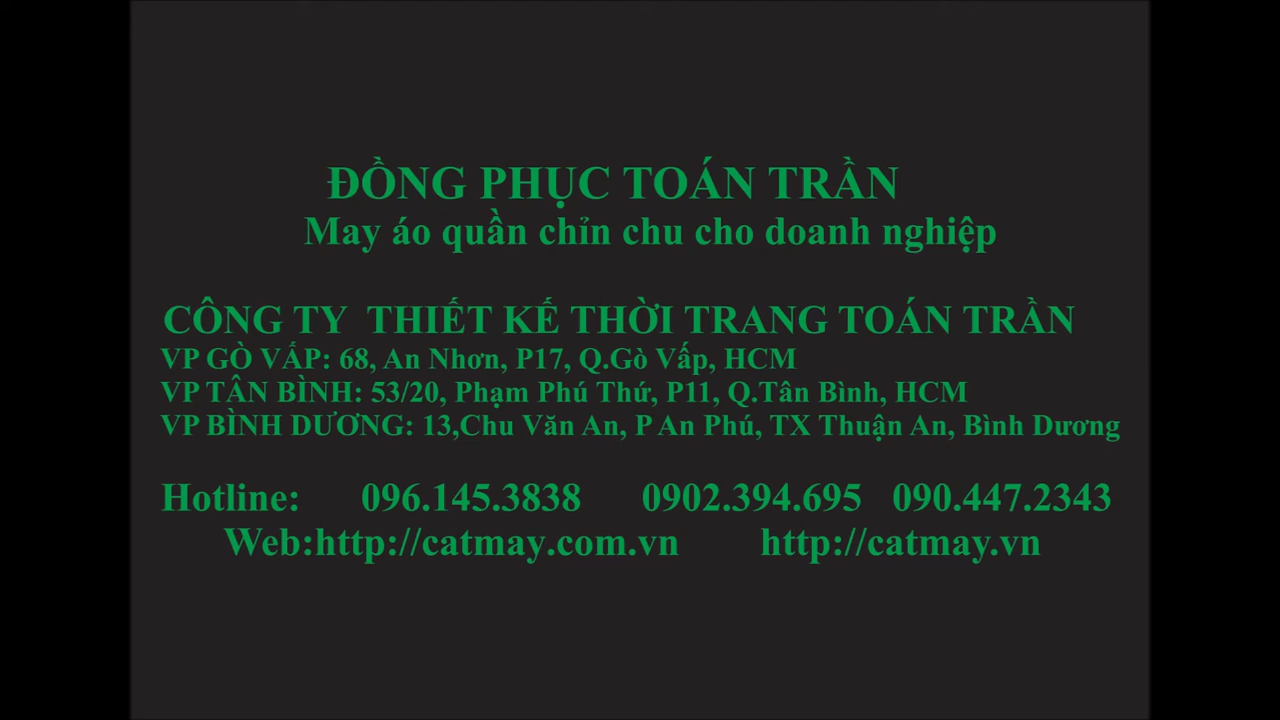 ĐỒNG PHỤC TOÁN TRẦN
May áo quần chỉn chu cho doanh nghiệp
CÔNG TY THIẾT KẾ THỜI TRANG TOÁN TRẦN
VP GÒ VẤP: 68, An Nhơn, P17, Q.Gò Vấp, HCM
VP TÂN BÌNH: 53/20, Phạm Phú Thứ, P11, Q.Tân Bình, HCM
VP BÌNH DƯƠNG: 13,Chu Văn An, P An Phú, TX Thuận An, Bình Dương
Hotline: 096.145.3838 0902.394.695 090.447.2343
Web:http://catmay.com.vn http://catmay.vn